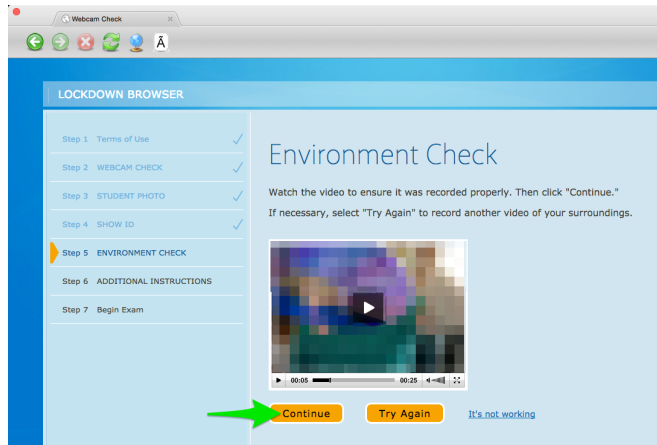 Webcam Check
Ā
LOCKDOWN BROWSER
Step 1 Terms of Use
Step 2 WEBCAM CHECK
Step 3 STUDENT PHOTO
Step 4 SHOW ID
Step 5 ENVIRONMENT CHECK
Step 6 ADDITIONAL INSTRUCTIONS
Step 7 Begin Exam
Environment Check
Watch the video to ensure it was recorded properly. Then click "Continue."
If necessary, select "Try Again" to record another video of your surroundings.
00:05 00:25
Continue Try Again It's not working